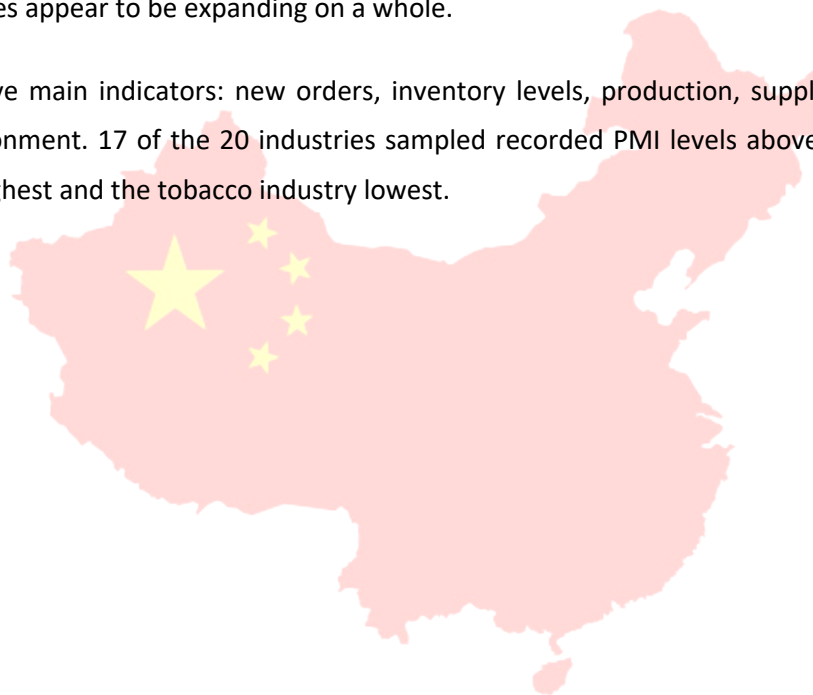 es appear to be expanding on a whole.
ve main indicators: new orders, inventory levels, production, suppl
onment. 17 of the 20 industries sampled recorded PMI levels above
ghest and the tobacco industry lowest.